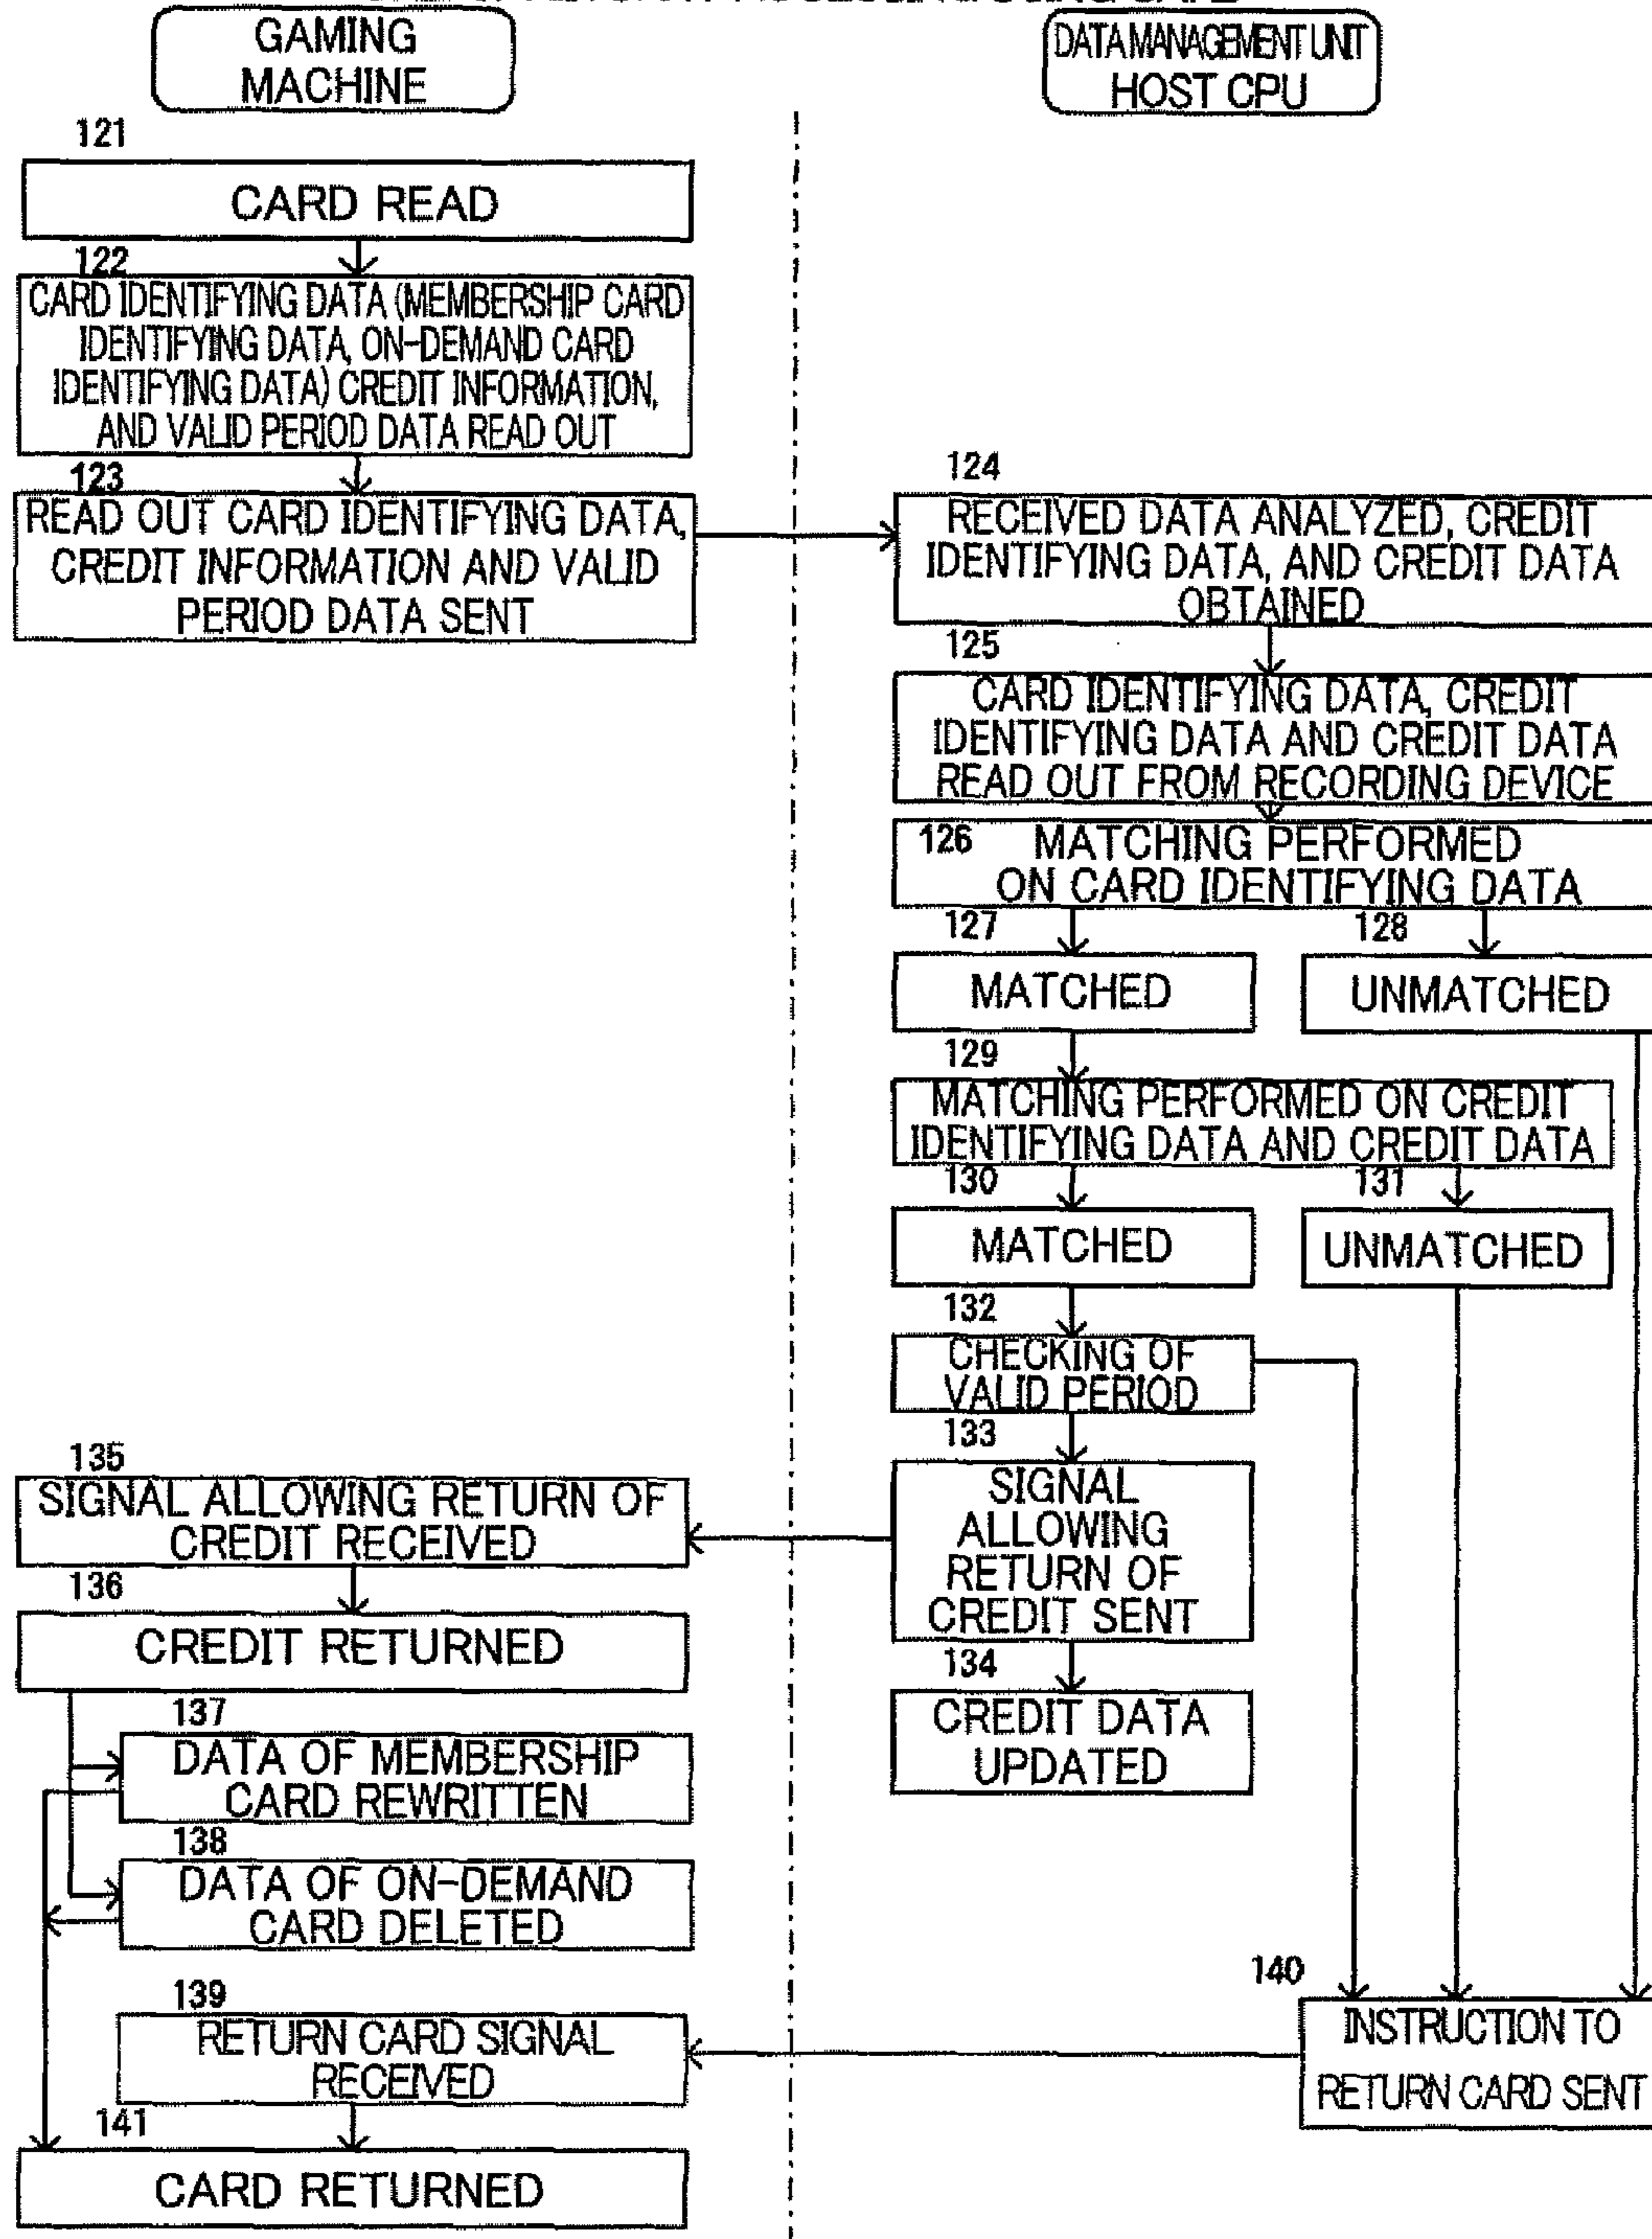 GAMING
MACHINE
DATA MANAGEMENT UNIT
HOST CPU
121
CARD READ
122
CARD IDENTIFYING DATA (MEMBERSHIP CARD
IDENTIFYING DATA, ON-DEMAND CARD
IDENTIFYING DATA) CREDIT INFORMATION,
AND VALID PERIOD DATA READ OUT
123
READ OUT CARD IDENTIFYING DATA,
CREDIT INFORMATION AND VALID
PERIOD DATA SENT
124
RECEIVED DATA ANALYZED, CREDIT
IDENTIFYING DATA, AND CREDIT DATA
OBTAINED
125
CARD IDENTIFYING DATA, CREDIT
IDENTIFYING DATA AND CREDIT DATA
READ OUT FROM RECORDING DEVICE
126 MATCHING PERFORMED
ON CARD IDENTIFYING DATA
127
MATCHED
128
UNMATCHED
129
MATCHING PERFORMED ON CREDIT
IDENTIFYING DATA AND CREDIT DATA
130
MATCHED
131
UNMATCHED
132
CHECKING OF
VALID PERIOD
133
SIGNAL
ALLOWING
RETURN OF
CREDIT SENT
134
CREDIT DATA
UPDATED
135
SIGNAL ALLOWING RETURN OF
CREDIT RECEIVED
136
CREDIT RETURNED
137
DATA OF MEMBERSHIP
CARD REWRITTEN
138
DATA OF ON-DEMAND
CARD DELETED
139
RETURN CARD SIGNAL
RECEIVED
140
INSTRUCTION TO
RETURN CARD SENT
141
CARD RETURNED